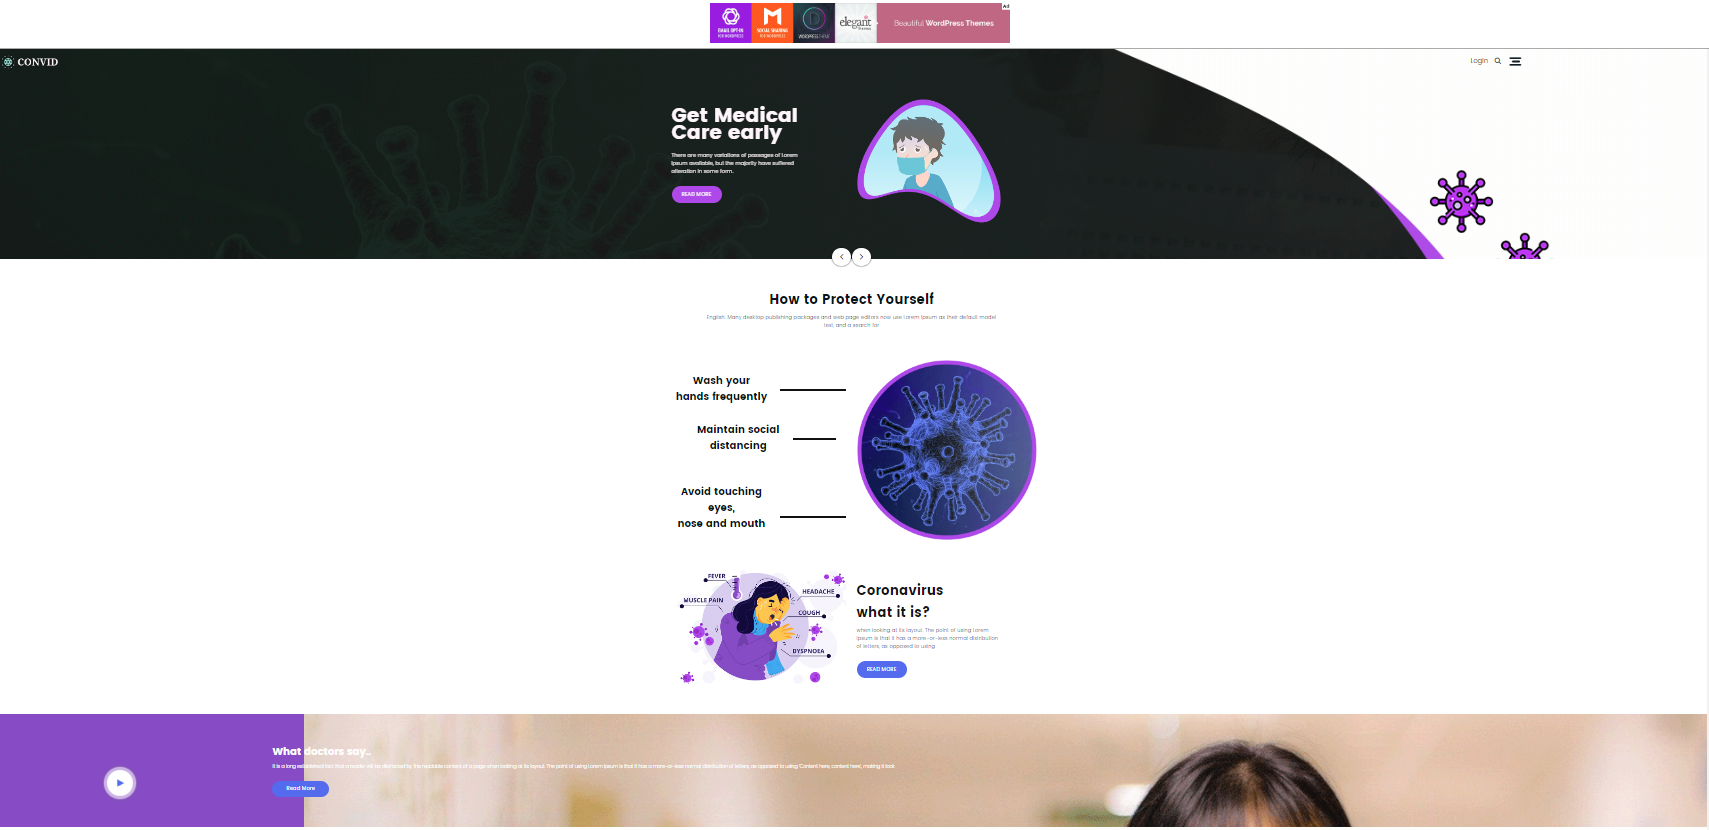 EMAIL OPT-IN
FOR WORDPRESS
SOCIAL SHARING
FOR WORDPRESS
WORDPRESS THEME
elegant
themes
Beautiful WordPress Themes
Ad
CONVID
Login
Get Medical
Care early
There are many variations of passages of Lorem
Ipsum available, but the majority have suffered
alteration in some form.
READ MORE
How to Protect Yourself
English. Many desktop publishing packages and web page editors now use Lorem Ipsum as their default model
text, and a search for
Wash your
hands frequently
Maintain social
distancing
Avoid touching
eyes,
nose and mouth
FEVER
HEADACHE
MUSCLE PAIN
COUGH
DYSPNOEA
Coronavirus
what it is?
when looking at its layout. The point of using Lorem
Ipsum is that it has a more-or-less normal distribution
of letters, as opposed to using
READ MORE
What doctors say..
It is a long established fact that a reader will be distracted by the readable content of a page when looking at its layout. The point of using Lorem Ipsum is that it has a more-or-less normal distribution of letters, as opposed to using 'Content here, content here', making it look
Read More